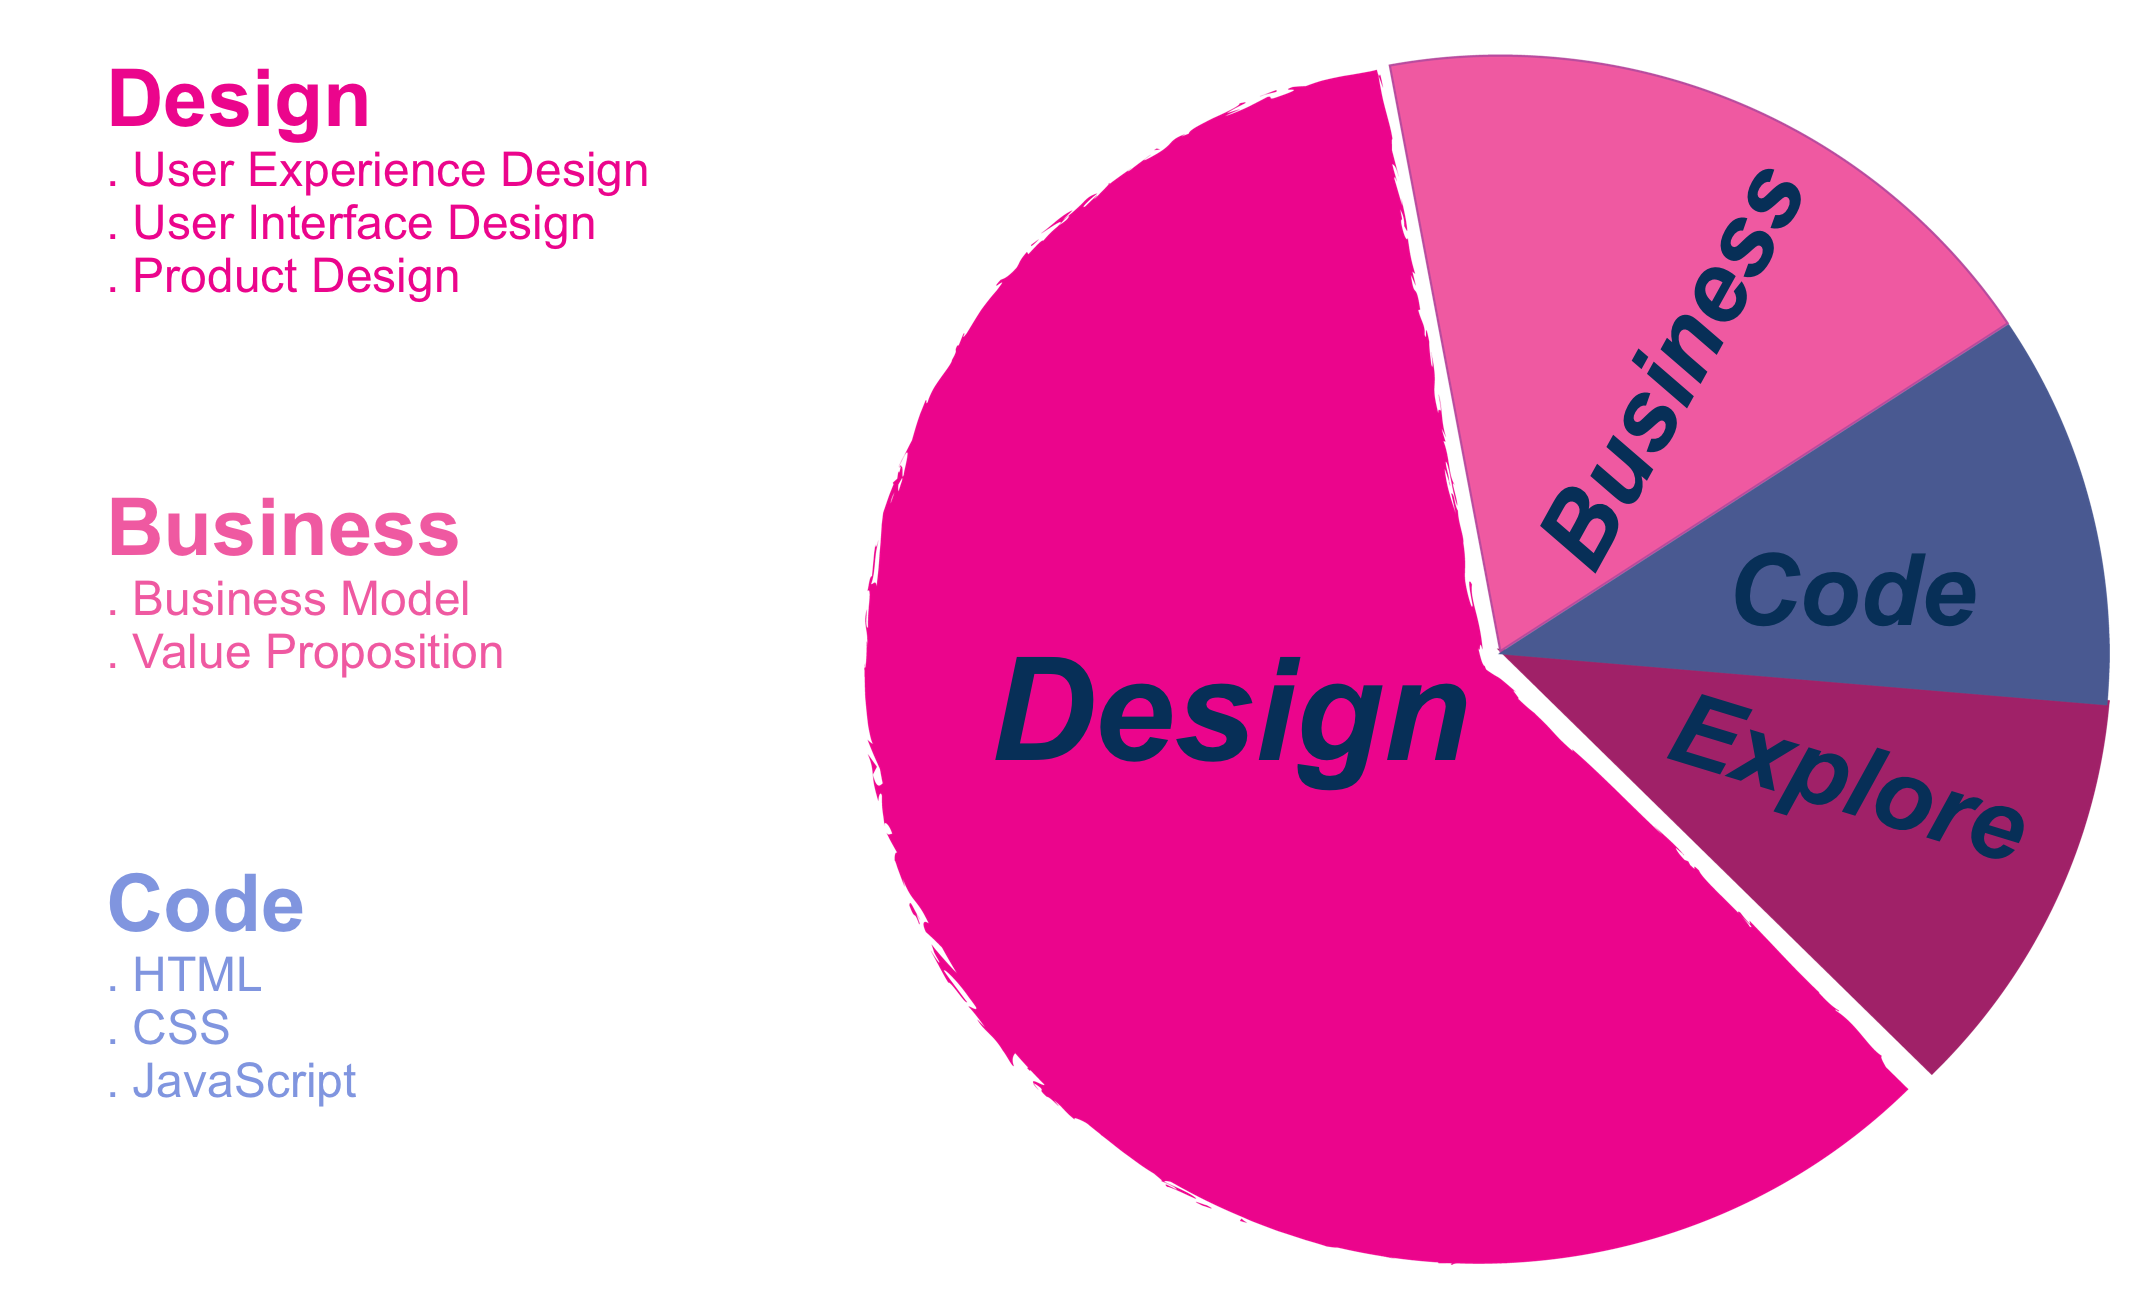 Design
. User Experience Design
. User Interface Design
. Product Design
Business
. Business Model
. Value Proposition
Code
. HTML
. CSS
. JavaScript
Design
Business
Code
Explore